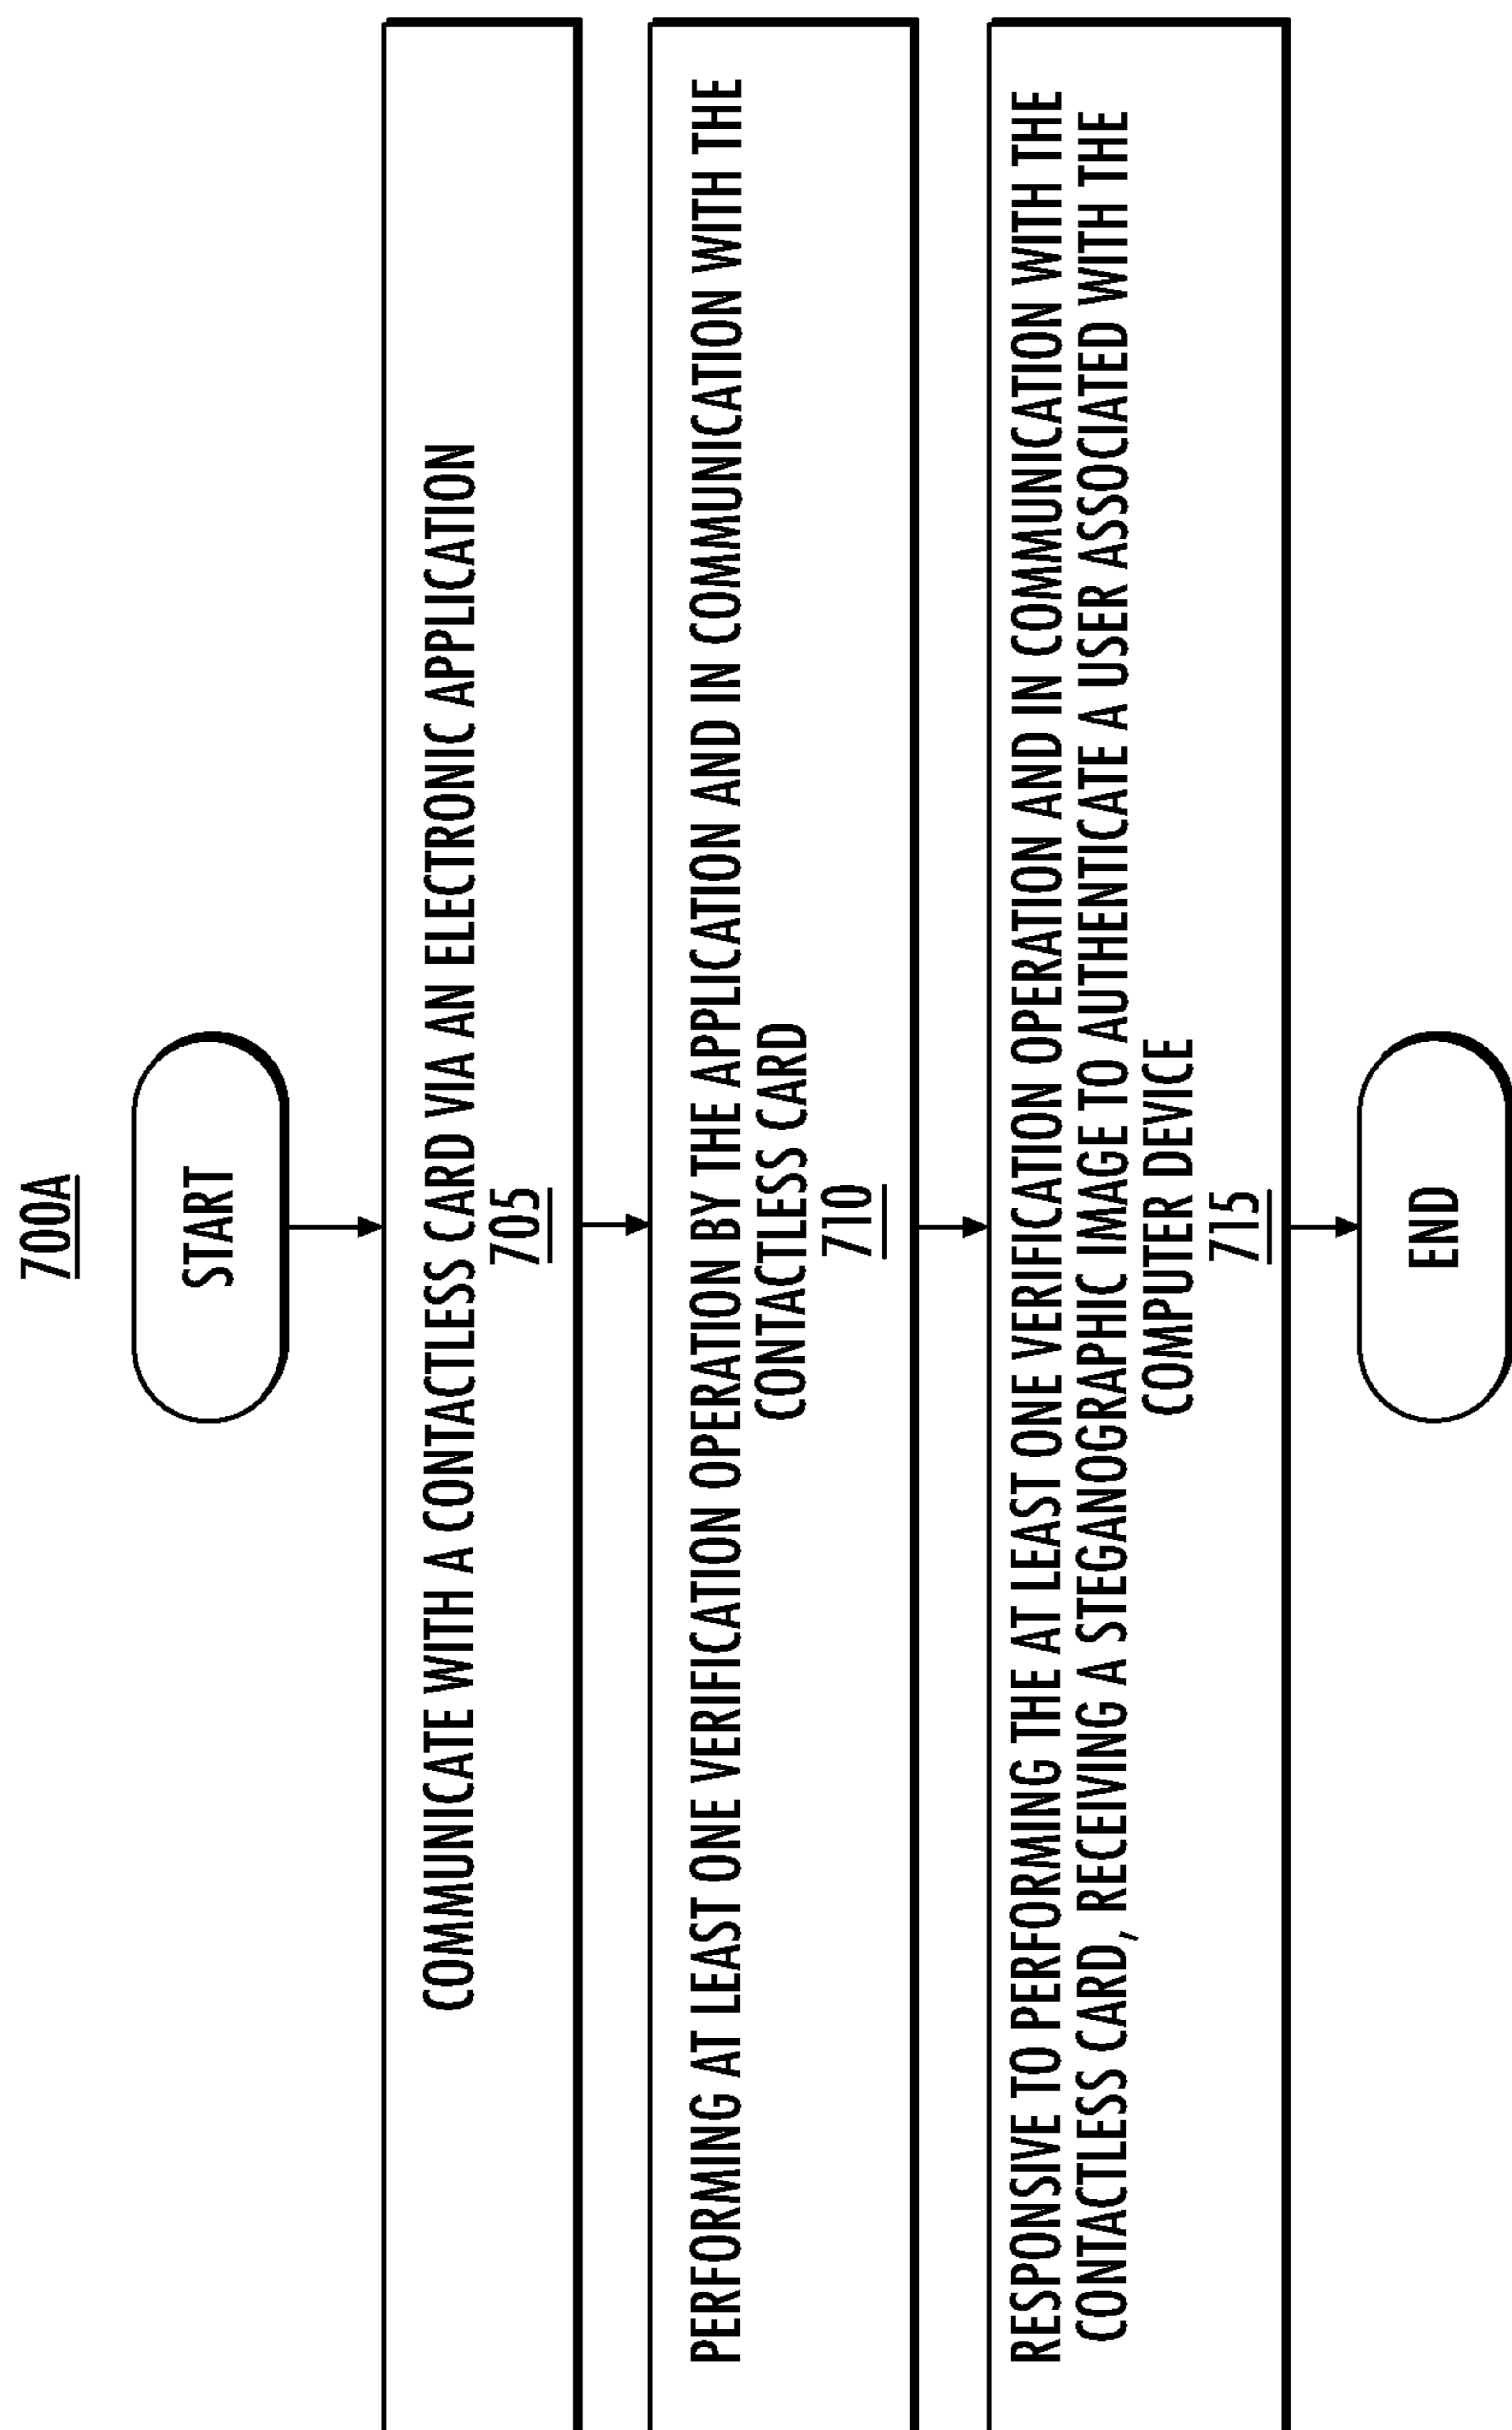 700A
START
COMMUNICATE WITH A CONTACTLESS CARD VIA AN ELECTRONIC APPLICATION
705
PERFORMING AT LEAST ONE VERIFICATION OPERATION BY THE APPLICATION AND IN COMMUNICATION WITH THE
CONTACTLESS CARD
710
RESPONSIVE TO PERFORMING THE AT LEAST ONE VERIFICATION OPERATION AND IN COMMUNICATION WITH THE
CONTACTLESS CARD, RECEIVING A STEGANOGRAPHIC IMAGE TO AUTHENTICATE A USER ASSOCIATED WITH THE
COMPUTER DEVICE
715
END